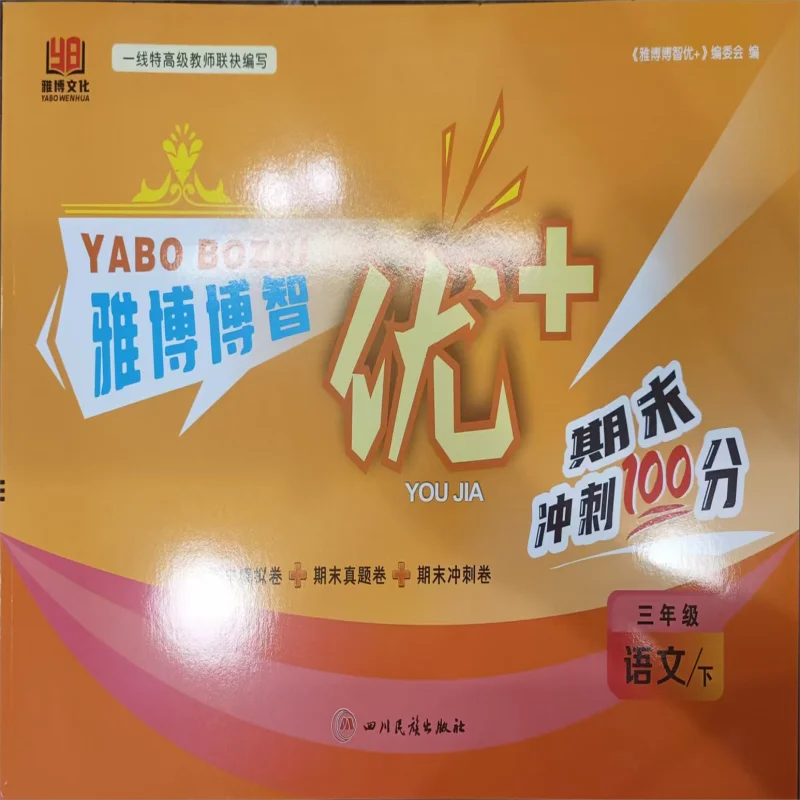 雅博文化
YABO WENHUA
一线特高级教师联袂编写
《雅博博智优+》编委会 编
YABO BOZHI
雅博博智
优+
YOU JIA
期末
冲刺100分
模拟卷+期末真题卷+期末冲刺卷
三年级
语文/下
四川民族出版社